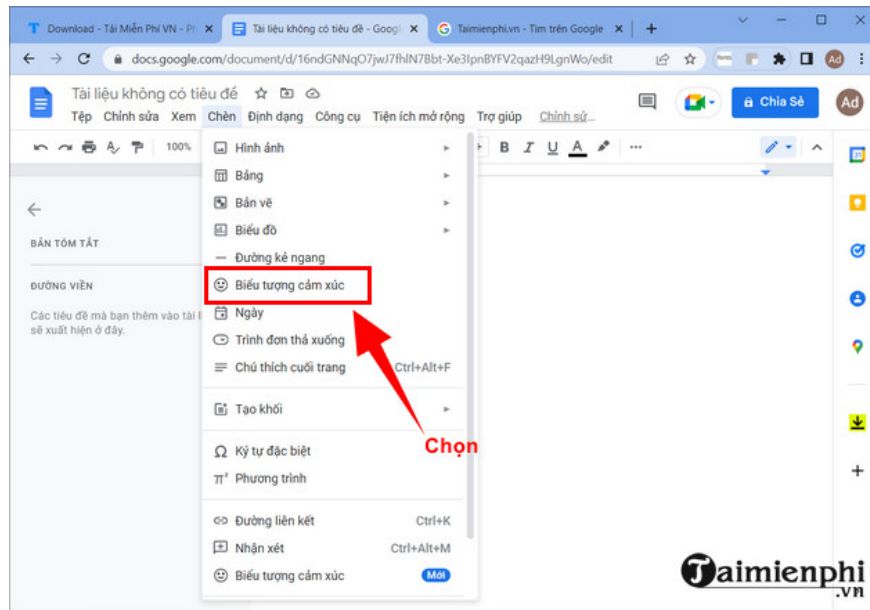 Download - Tải Miễn Phí VN - Ph
Tài liệu không có tiêu đề - Googl
Taimienphi.vn - Tìm trên Google
docs.google.com/document/d/16ndGNNqO7jwJ7fhlN7Bbt-Xe3IpnBYFV2qazH9LgnWo/edit
Ad
Tài liệu không có tiêu đề
Chia Sẻ
Ad
Tệp Chỉnh sửa Xem Chèn Định dạng Công cụ Tiện ích mở rộng Trợ giúp Chỉnh sử...
100%
B I U A
31
Hình ảnh
Bảng
Bản vẽ
Biểu đồ
Đường kẻ ngang
Biểu tượng cảm xúc
Ngày
Trình đơn thả xuống
Chú thích cuối trang Ctrl+Alt+F
Tạo khối
Ω Ký tự đặc biệt
π² Phương trình
Đường liên kết Ctrl+K
Nhận xét Ctrl+Alt+M
Biểu tượng cảm xúc Mới
BẢN TÓM TẮT
ĐƯỜNG VIỀN
Các tiêu đề mà bạn thêm vào tài l
sẽ xuất hiện ở đây.
Chọn
Taimienphi
.vn